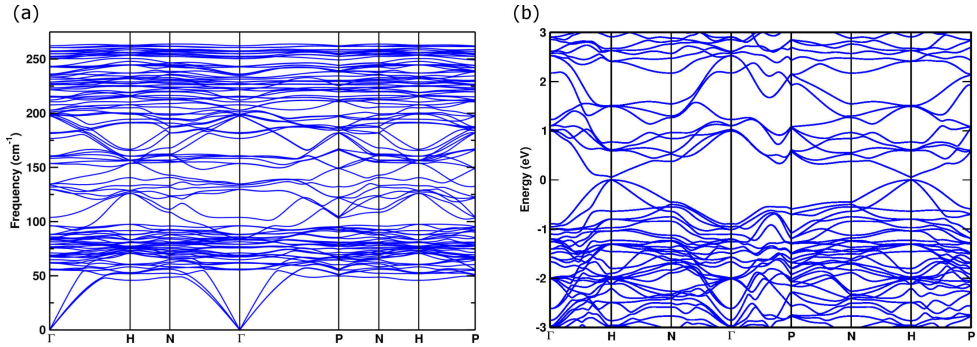 (a)
(b)
Frequency (cm⁻¹)
250
200
150
100
50
0
Γ H N Γ P N H P
Energy (eV)
3
2
1
0
-1
-2
-3
Γ H N Γ P N H P